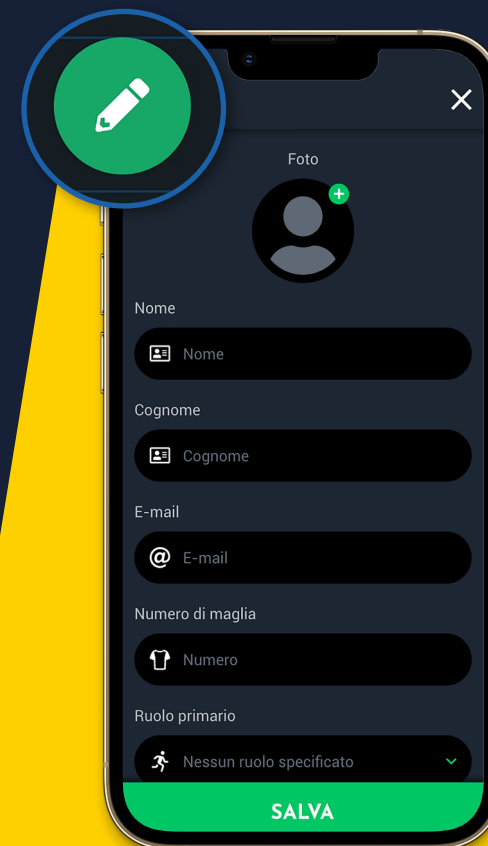 Foto
Nome
Nome
Cognome
Cognome
E-mail
@ E-mail
Numero di maglia
Numero
Ruolo primario
Nessun ruolo specificato
SALVA